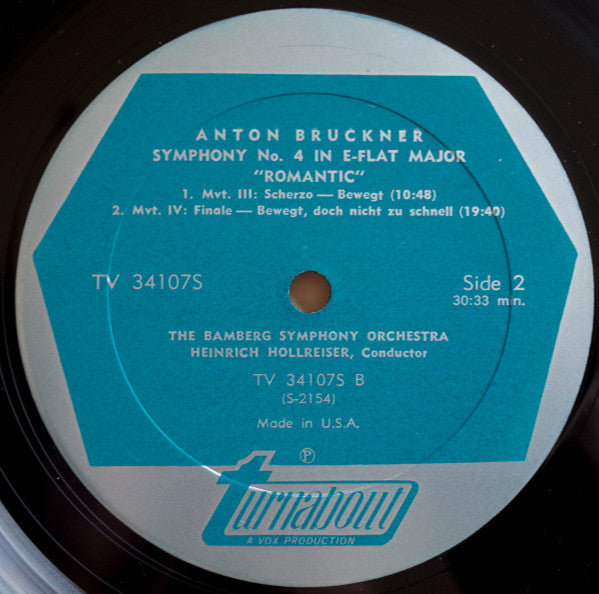 ANTON BRUCKNER
SYMPHONY No. 4 IN E-FLAT MAJOR
"ROMANTIC"
1. Mvt. III: Scherzo — Bewegt (10:48)
2. Mvt. IV: Finale — Bewegt, doch nicht zu schnell (19:40)
TV 34107S
Side 2
30:33 min.
THE BAMBERG SYMPHONY ORCHESTRA
HEINRICH HOLLREISER, Conductor
TV 34107S B
(S-2154)
Made in U.S.A.
Ⓟ
turnabout
A VOX PRODUCTION